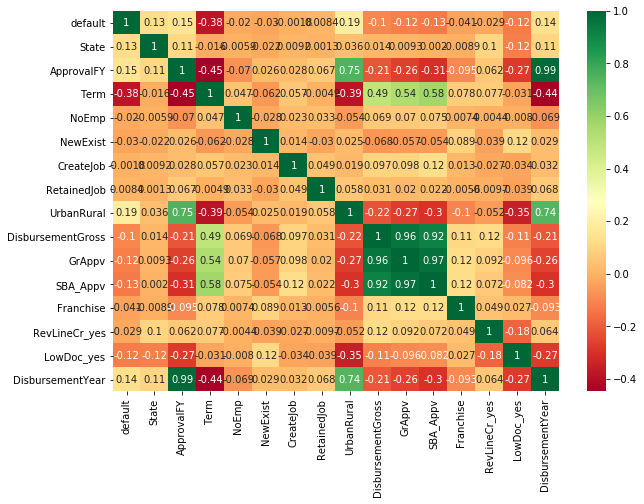 default 1 0.13 0.15 -0.38 -0.02 -0.03 0.0018 0.0084 0.19 -0.1 -0.12 -0.13 -0.041 -0.029 -0.12 0.14 1.0
State 0.13 1 0.11 -0.016 0.0059 0.022 0.0092 0.0013 0.036 0.014 0.0093 0.002 -0.0089 0.1 -0.12 0.11
ApprovalFY 0.15 0.11 1 -0.45 -0.07 0.026 0.028 0.067 0.75 -0.21 -0.26 -0.31 -0.095 0.062 -0.27 0.99 0.8
Term -0.38 -0.016 -0.45 1 0.047 -0.062 0.057 0.0049 -0.39 0.49 0.54 0.58 0.078 0.077 -0.031 -0.44
NoEmp -0.02 -0.0059 -0.07 0.047 1 -0.028 0.023 0.033 -0.054 0.069 0.07 0.075 0.0074 0.0044 -0.008 -0.069
NewExist -0.03 -0.022 0.026 -0.062 -0.028 1 0.014 -0.03 0.025 -0.068 -0.057 -0.054 0.089 -0.039 0.12 0.029 0.6
CreateJob 0.0018 0.0092 0.028 0.057 0.023 0.014 1 0.049 0.019 0.097 0.098 0.12 0.013 -0.027 -0.034 0.032
RetainedJob 0.0084 0.0013 0.067 -0.0049 0.033 -0.03 0.049 1 0.058 0.031 0.02 0.022 -0.0056 0.0097 -0.039 0.068 0.4
UrbanRural 0.19 0.036 0.75 -0.39 -0.054 0.025 0.019 0.058 1 -0.22 -0.27 -0.3 -0.1 -0.052 -0.35 0.74
DisbursementGross -0.1 0.014 -0.21 0.49 0.069 -0.068 0.097 0.031 -0.22 1 0.96 0.92 0.11 0.12 -0.11 -0.21 0.2
GrAppv -0.12 0.0093 -0.26 0.54 0.07 -0.057 0.098 0.02 -0.27 0.96 1 0.97 0.12 0.092 -0.096 -0.26
SBA_Appv -0.13 0.002 -0.31 0.58 0.075 -0.054 0.12 0.022 -0.3 0.92 0.97 1 0.12 0.072 -0.082 -0.3 0.0
Franchise -0.041 0.0089 -0.095 0.078 0.0074 0.089 0.013 0.0056 -0.1 0.11 0.12 0.12 1 0.049 0.027 -0.093
RevLineCr_yes -0.029 0.1 0.062 0.077 -0.0044 -0.039 -0.027 0.0097 -0.052 0.12 0.092 0.072 0.049 1 -0.18 0.064 −0.2
LowDoc_yes -0.12 -0.12 -0.27 -0.031 -0.008 0.12 -0.034 -0.039 -0.35 -0.11 -0.096 0.082 0.027 -0.18 1 -0.27
DisbursementYear 0.14 0.11 0.99 -0.44 -0.069 0.029 0.032 0.068 0.74 -0.21 -0.26 -0.3 -0.093 0.064 -0.27 1 −0.4
default State ApprovalFY Term NoEmp NewExist CreateJob RetainedJob UrbanRural DisbursementGross GrAppv SBA_Appv Franchise RevLineCr_yes LowDoc_yes DisbursementYear